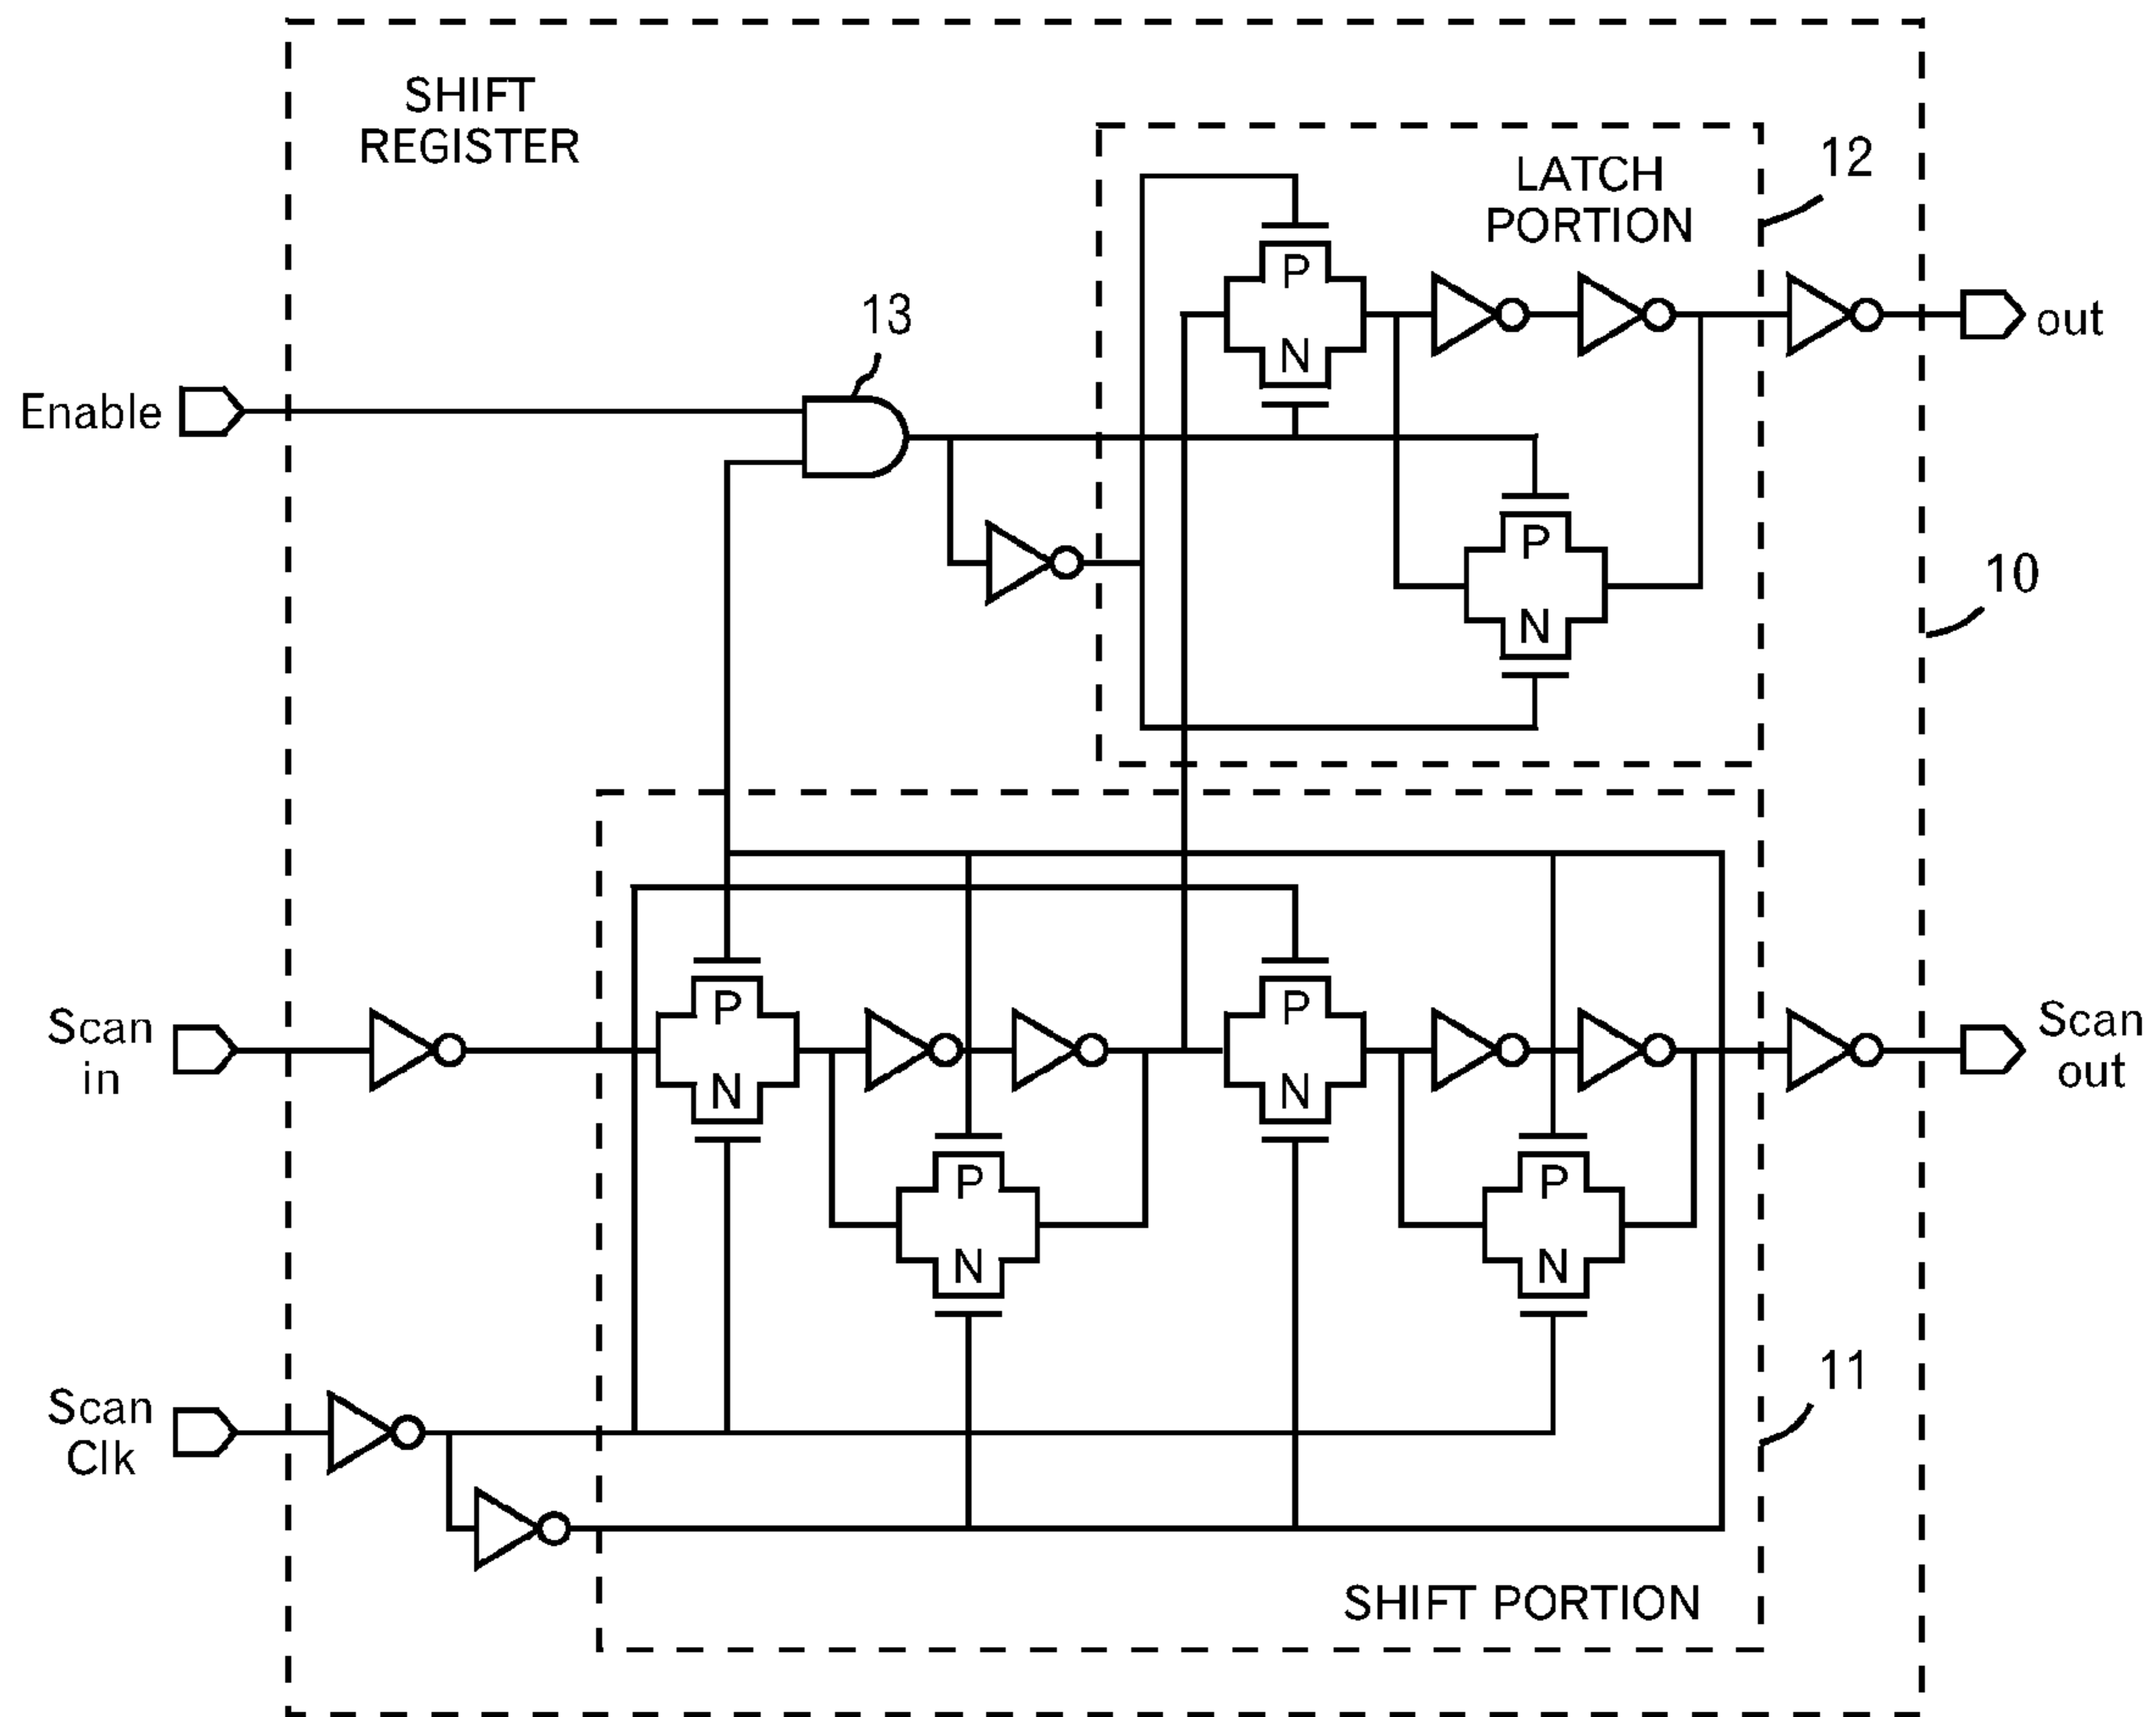 SHIFT
REGISTER
LATCH
PORTION
12
P
N
out
13
Enable
P
N
10
Scan
in
P
N
P
N
P
N
P
N
Scan
out
Scan
Clk
11
SHIFT PORTION